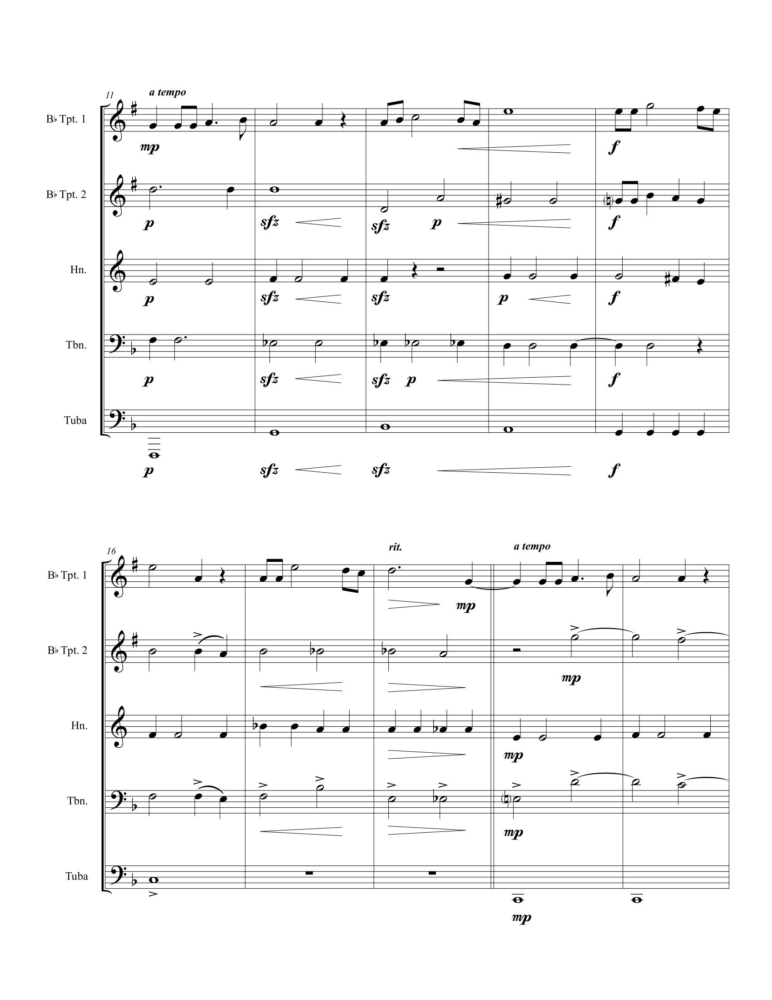 11
a tempo
B♭ Tpt. 1
mp
f
B♭ Tpt. 2
p
sfz
sfz
p
f
Hn.
p
sfz
sfz
p
f
Tbn.
p
sfz
sfz
p
f
Tuba
p
sfz
sfz
f
16
rit.
a tempo
B♭ Tpt. 1
mp
B♭ Tpt. 2
mp
Hn.
mp
Tbn.
mp
Tuba
mp